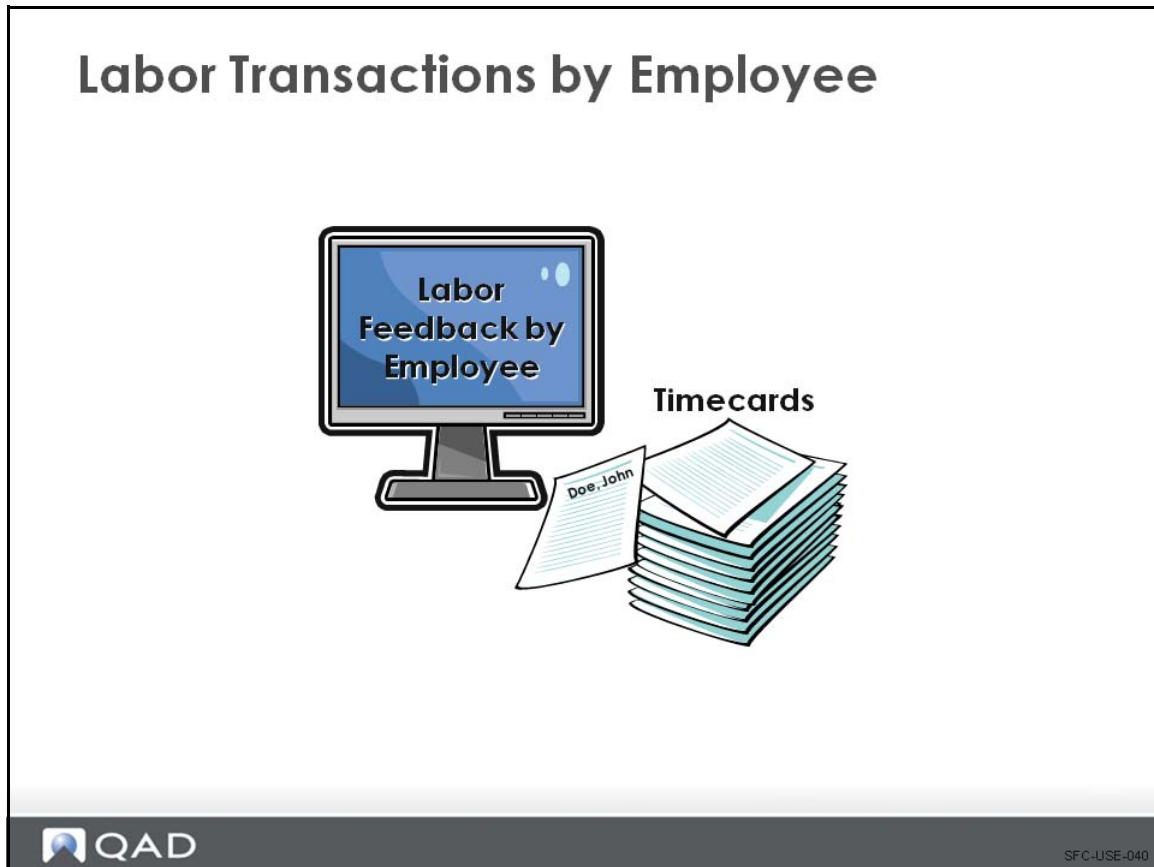 Labor Transactions by Employee
Labor
Feedback by
Employee
Timecards
Doe, John
QAD
SFC-USE-040